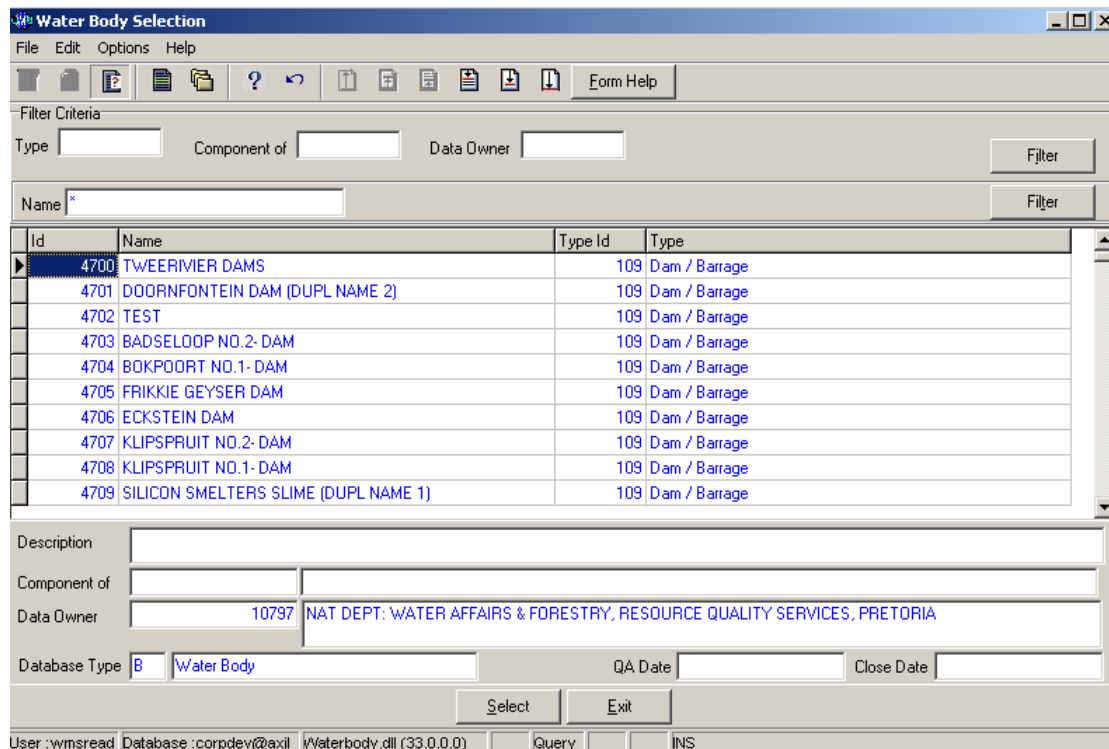 Water Body Selection
File Edit Options Help
Form Help
Filter Criteria
Type Component of Data Owner Filter
Name * Filter
Id Name Type Id Type
4700 TWEERIVIER DAMS 109 Dam / Barrage
4701 DOORNFONTEIN DAM (DUPL NAME 2) 109 Dam / Barrage
4702 TEST 109 Dam / Barrage
4703 BADSELOOP NO.2- DAM 109 Dam / Barrage
4704 BOKPOORT NO.1- DAM 109 Dam / Barrage
4705 FRIKKIE GEYSER DAM 109 Dam / Barrage
4706 ECKSTEIN DAM 109 Dam / Barrage
4707 KLIPSPRUIT NO.2- DAM 109 Dam / Barrage
4708 KLIPSPRUIT NO.1- DAM 109 Dam / Barrage
4709 SILICON SMELTERS SLIME (DUPL NAME 1) 109 Dam / Barrage
Description
Component of
Data Owner 10797 NAT DEPT: WATER AFFAIRS & FORESTRY, RESOURCE QUALITY SERVICES, PRETORIA
Database Type B Water Body QA Date Close Date
Select Exit
User :wmsread Database :corpdev@axil Waterbody.dll (33.0.0.0) Query INS